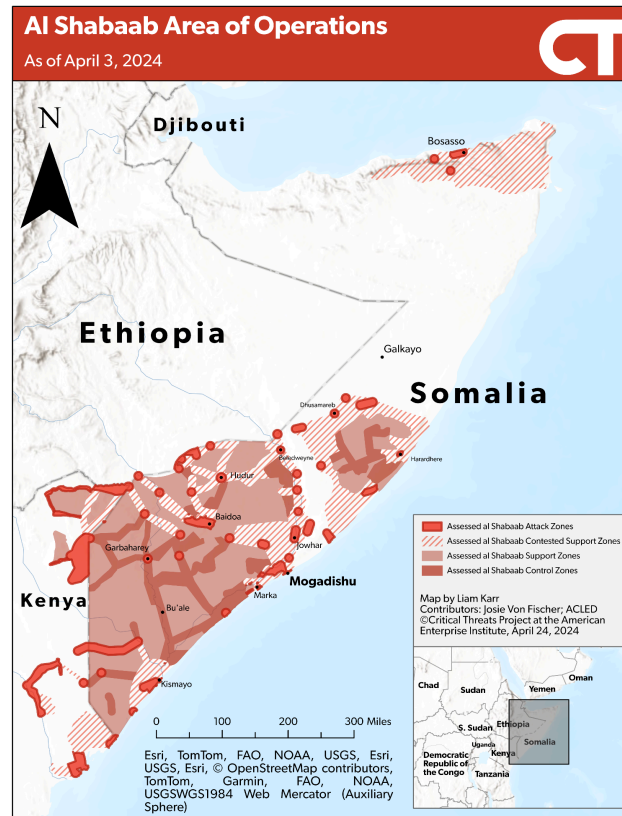 Al Shabaab Area of Operations
As of April 3, 2024
CT
N
Djibouti
Bosasso
Ethiopia
Galkayo
Somalia
Dhusamareb
Beledweyne
Harardhere
Hudur
Baidoa
Garbaharey
Jowhar
Mogadishu
Kenya
Marka
Bu'ale
Kismayo
Assessed al Shabaab Attack Zones
Assessed al Shabaab Contested Support Zones
Assessed al Shabaab Support Zones
Assessed al Shabaab Control Zones
Map by Liam Karr
Contributors: Josie Von Fischer; ACLED
©Critical Threats Project at the American
Enterprise Institute, April 24, 2024
0 100 200 300 Miles
Esri, TomTom, FAO, NOAA, USGS, Esri,
USGS, Esri, © OpenStreetMap contributors,
TomTom, Garmin, FAO, NOAA,
USGSWGS1984 Web Mercator (Auxiliary
Sphere)
Chad
Sudan
Yemen
Oman
S. Sudan
Ethiopia
Uganda
Kenya
Somalia
Democratic
Republic of
the Congo
Tanzania